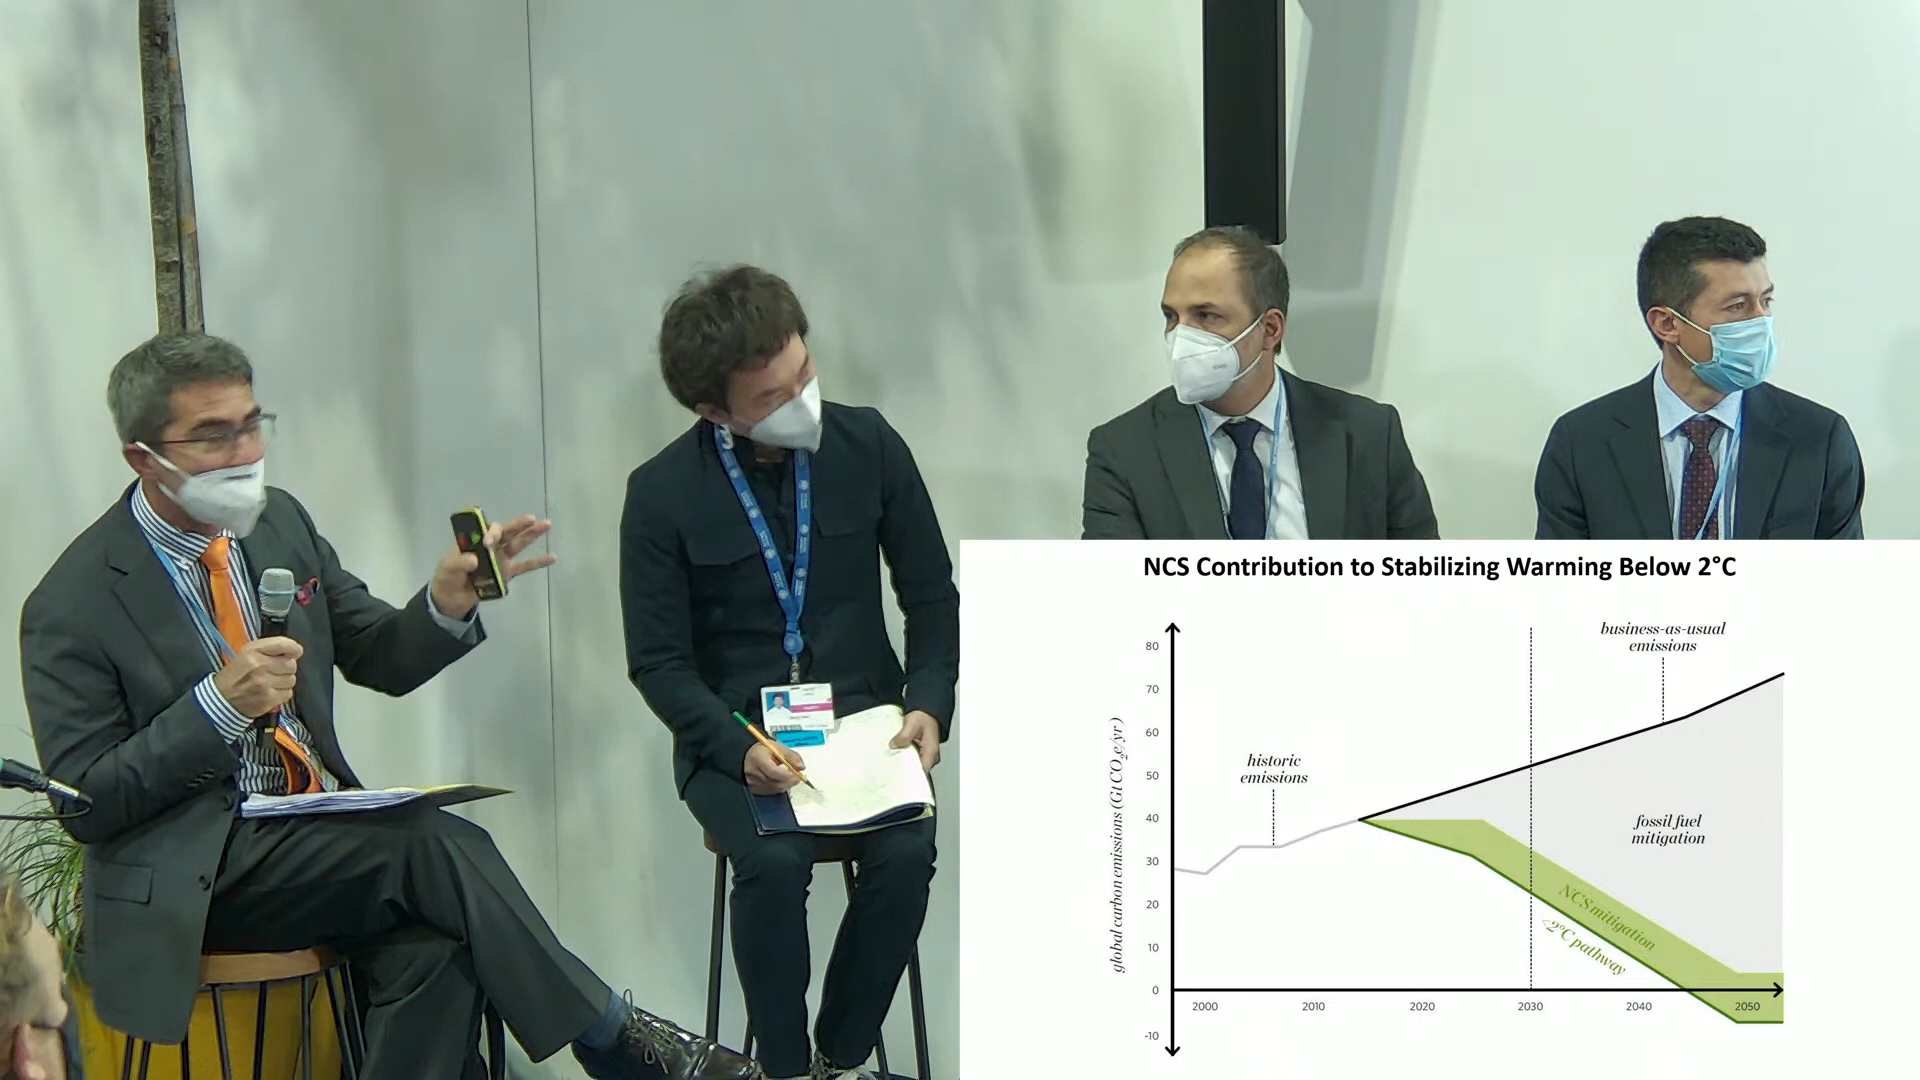 NCS Contribution to Stabilizing Warming Below 2°C
business-as-usual
emissions
80
70
60
historic
emissions
50
40
fossil fuel
mitigation
30
20
NCS mitigation
<2°C pathway
10
0
-10
2000
2010
2020
2030
2040
2050
global carbon emissions (Gt CO₂e/yr)